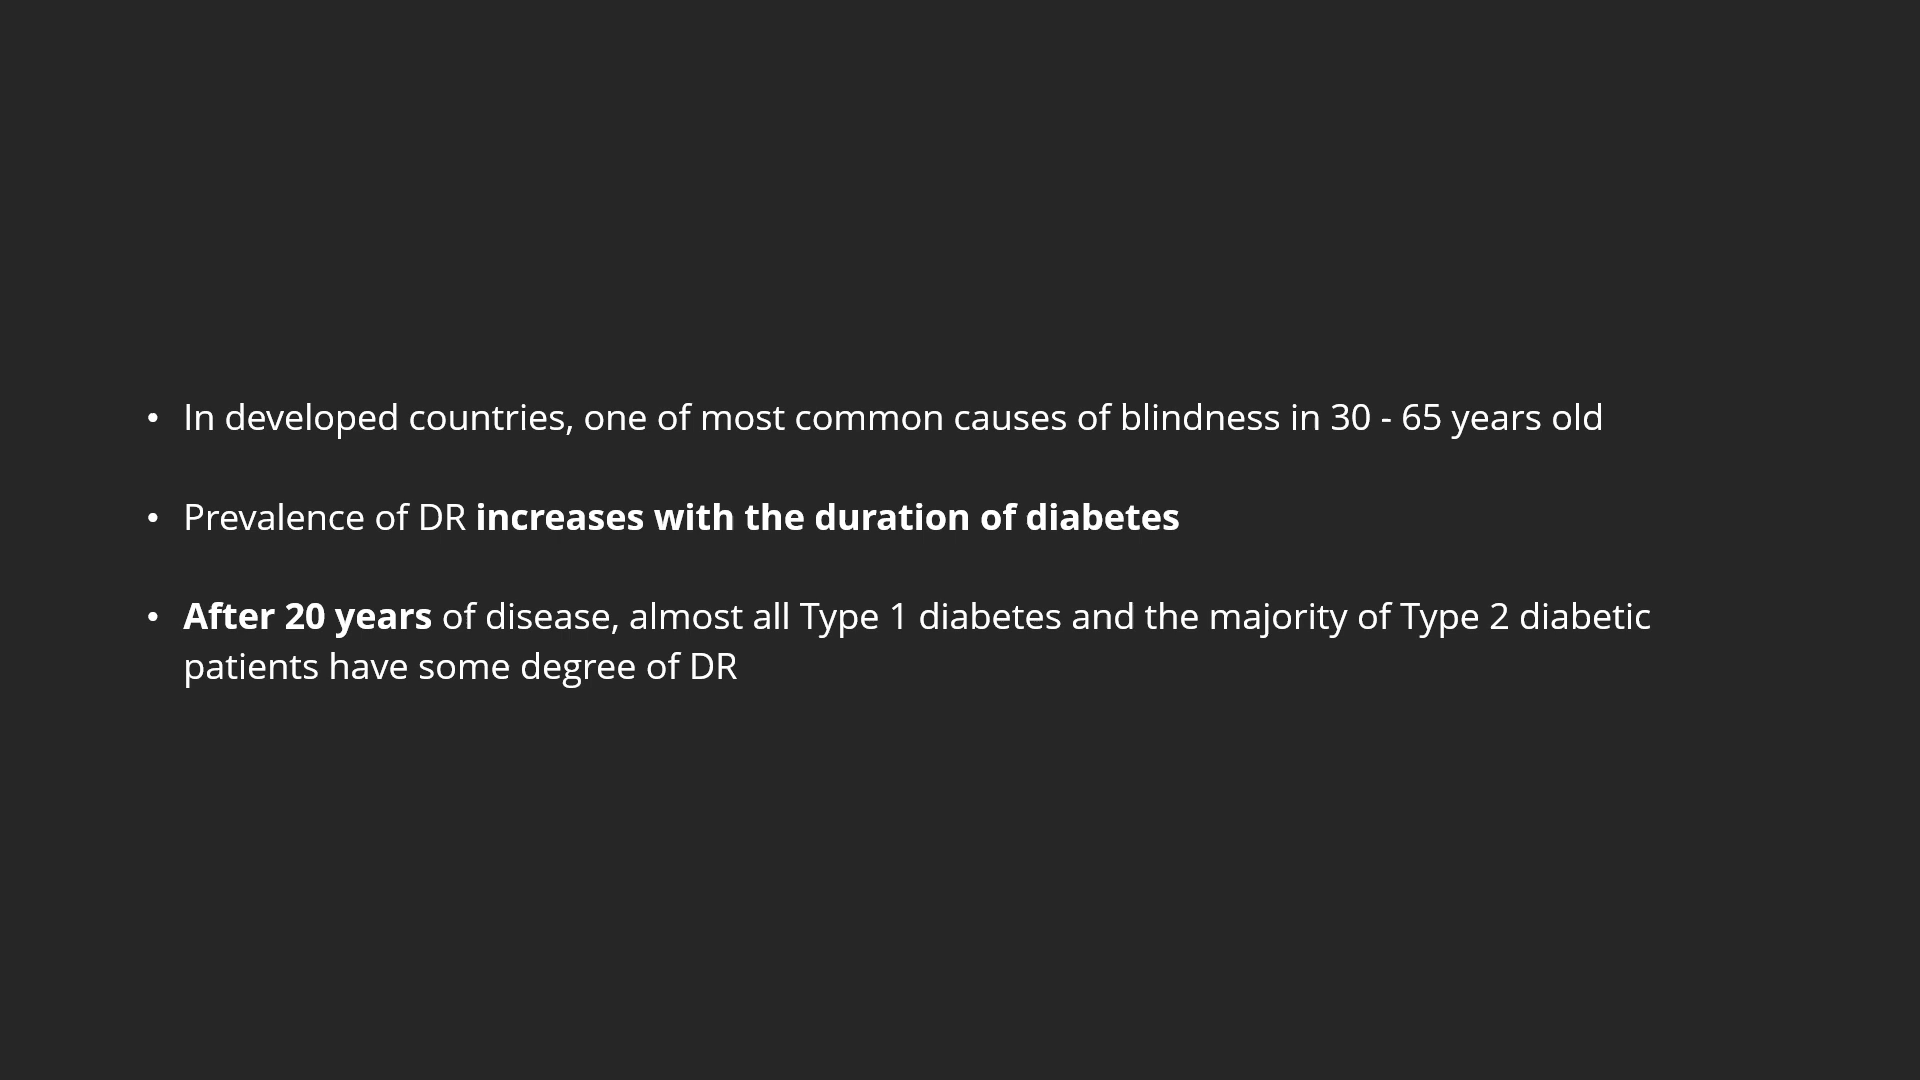 • In developed countries, one of most common causes of blindness in 30 - 65 years old
• Prevalence of DR increases with the duration of diabetes
• After 20 years of disease, almost all Type 1 diabetes and the majority of Type 2 diabetic
patients have some degree of DR